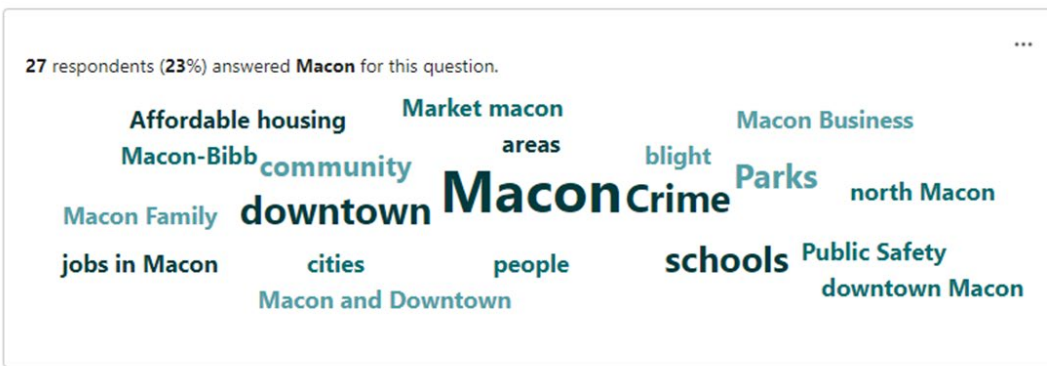 ...
27 respondents (23%) answered Macon for this question.
Market macon
Affordable housing
Macon Business
areas
Macon-Bibb
community
blight
Parks
Macon
Crime
north Macon
Macon Family
downtown
jobs in Macon
cities
people
schools
Public Safety
downtown Macon
Macon and Downtown